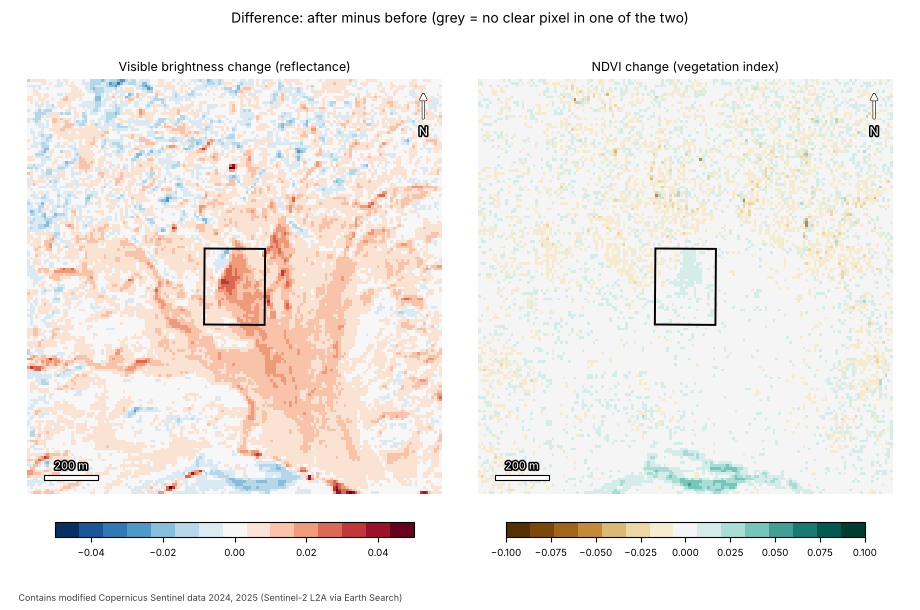 Difference: after minus before (grey = no clear pixel in one of the two)
Visible brightness change (reflectance)
NDVI change (vegetation index)
N
N
200 m
200 m
−0.04 −0.02 0.00 0.02 0.04
−0.100 −0.075 −0.050 −0.025 0.000 0.025 0.050 0.075 0.100
Contains modified Copernicus Sentinel data 2024, 2025 (Sentinel-2 L2A via Earth Search)